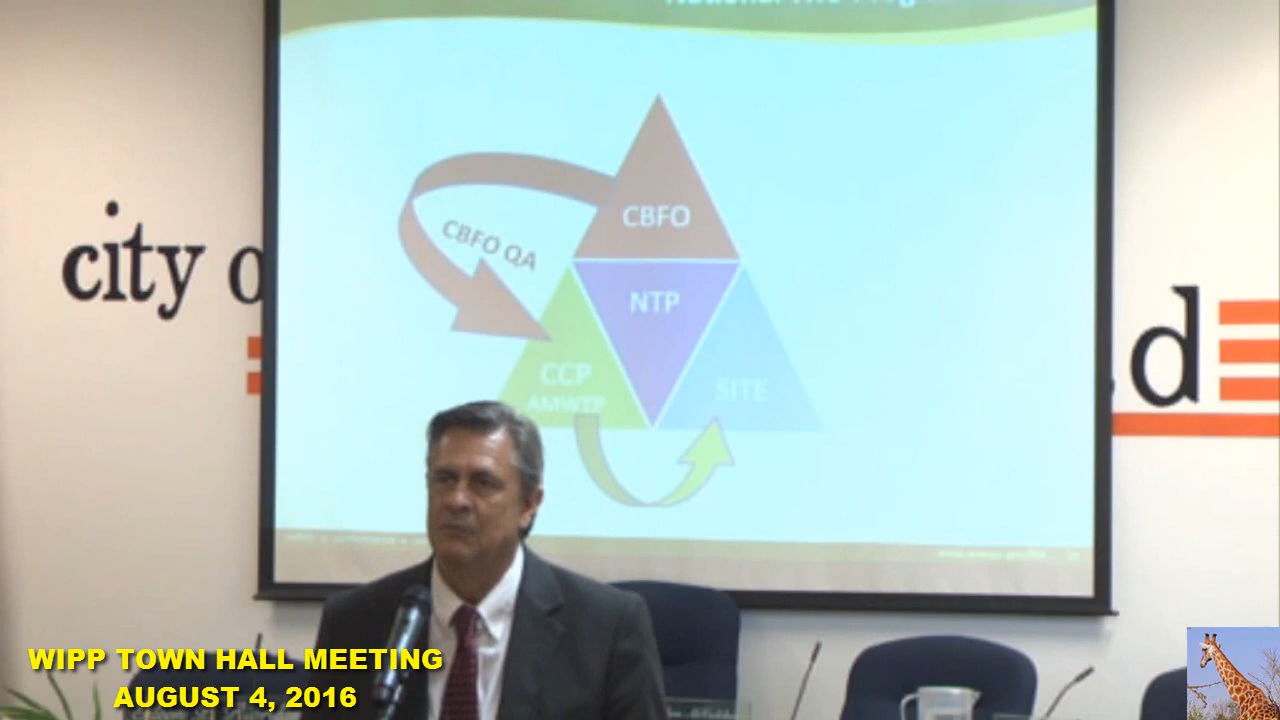 CBFO
CBFO QA
NTP
CCP
AMWTP
SITE
city o
d
WIPP TOWN HALL MEETING
AUGUST 4, 2016